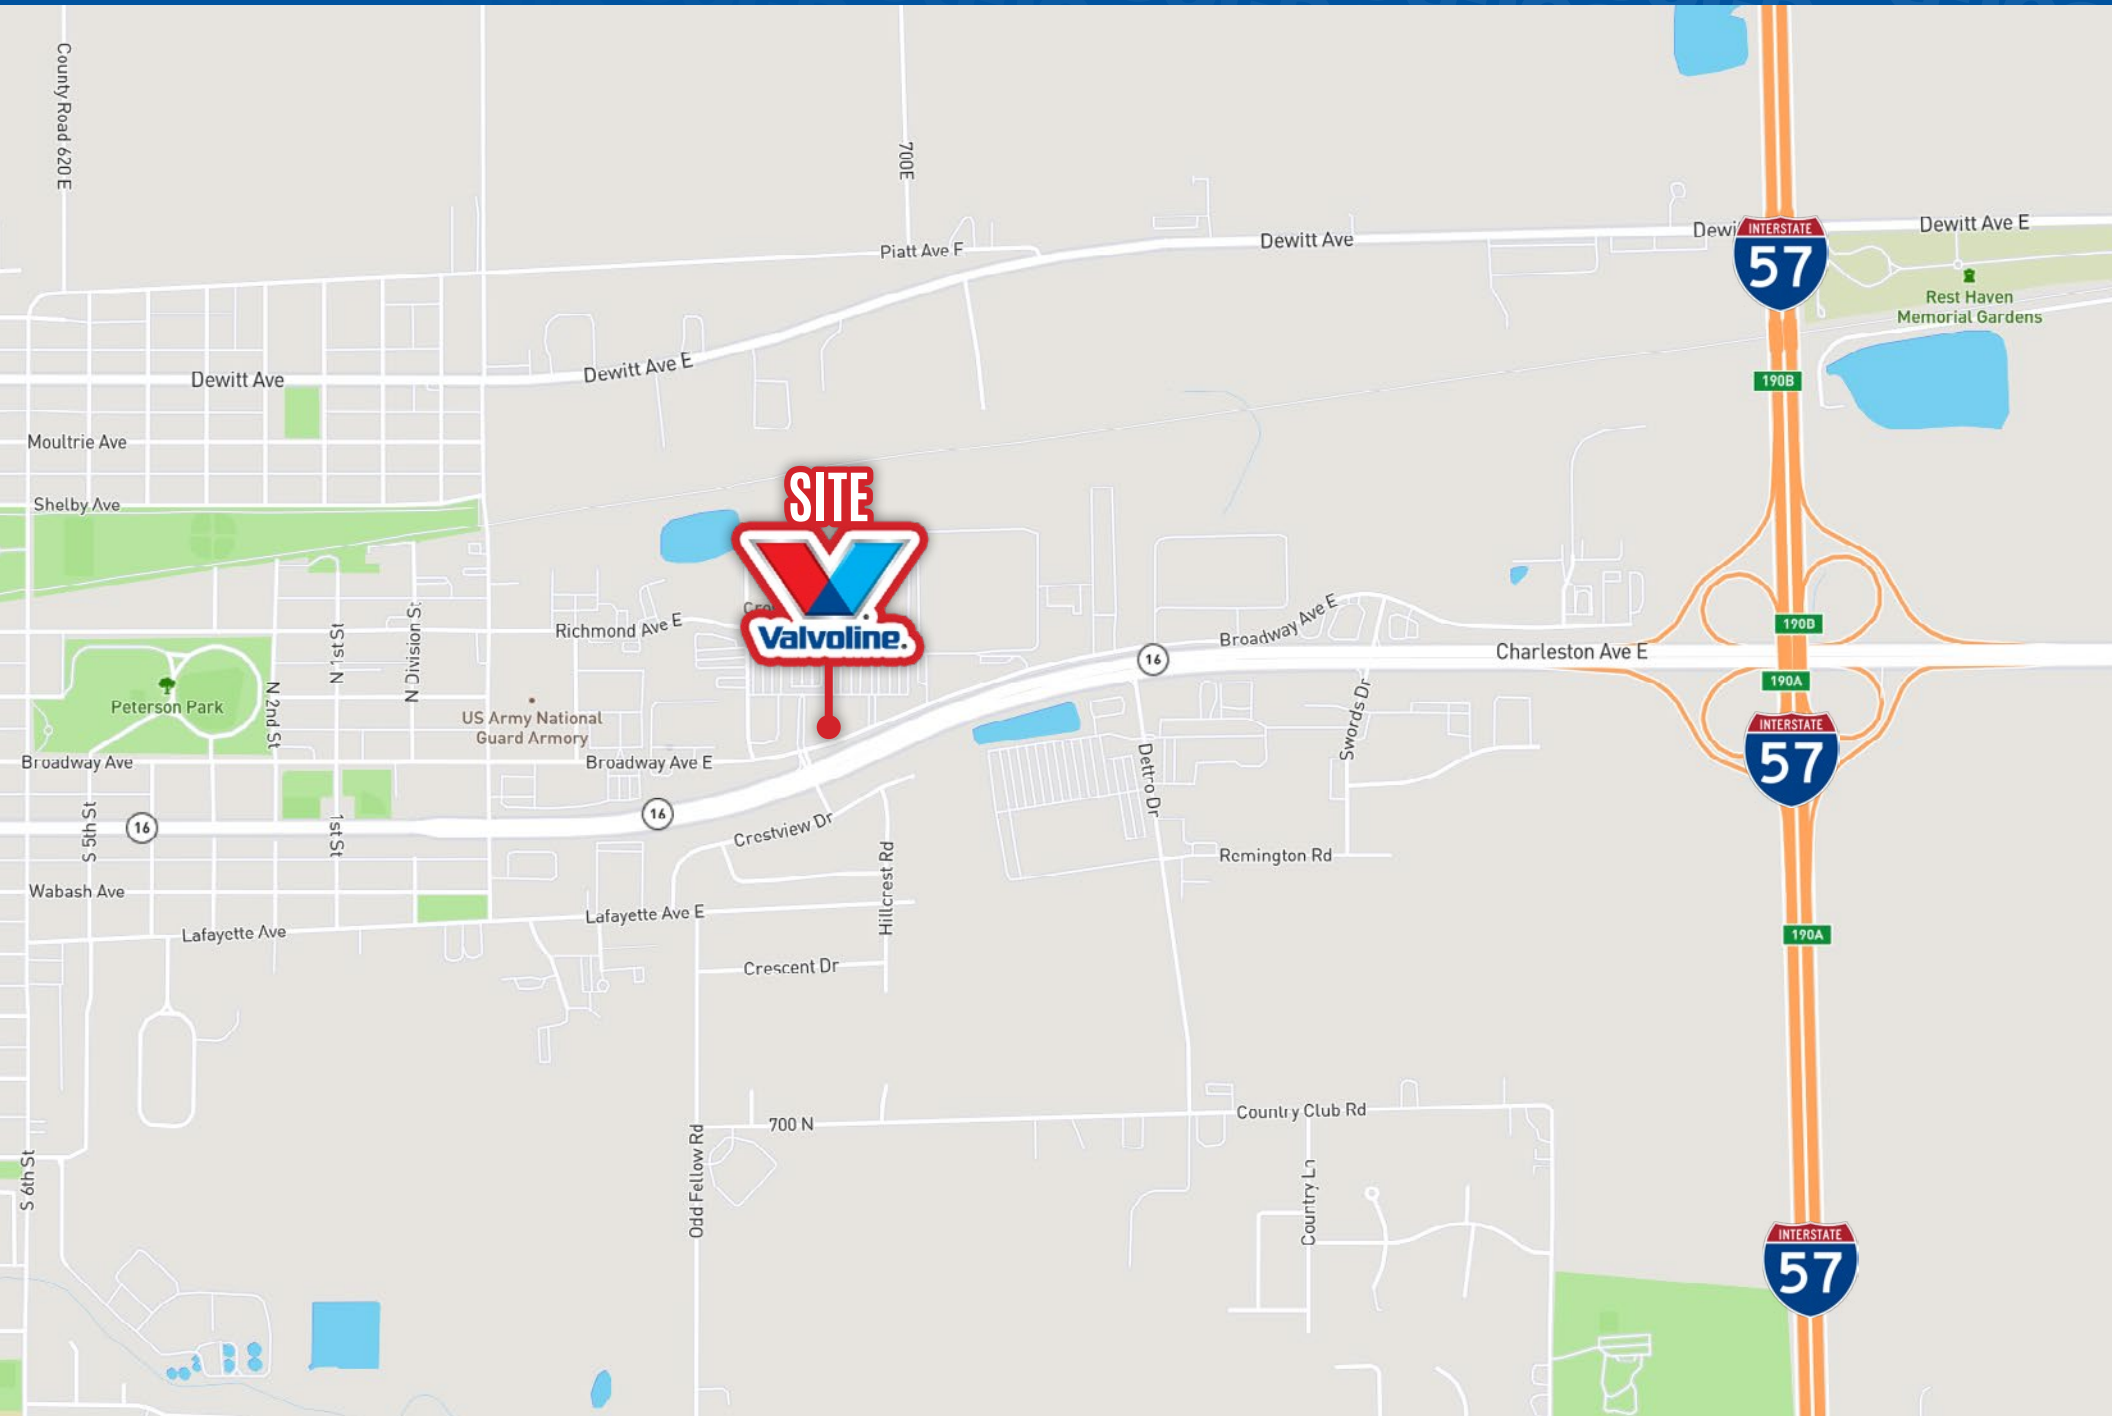 County Road 620 E
700E
Piatt Ave E
Dewitt Ave
INTERSTATE
57
Dewitt Ave E
Rest Haven
Memorial Gardens
190B
Dewitt Ave
Dewitt Ave E
Moultrie Ave
Shelby Ave
SITE
Valvoline.
Richmond Ave E
N 1st St
N Division St
N 2nd St
Peterson Park
US Army National
Guard Armory
Broadway Ave
Broadway Ave E
16
Broadway Ave E
Charleston Ave E
190B
190A
INTERSTATE
57
Swords Dr
Dettro Dr
16
16
S 5th St
1st St
Crestview Dr
Hillcrest Rd
Remington Rd
Wabash Ave
Lafayette Ave
Lafayette Ave E
Crescent Dr
190A
700 N
Country Club Rd
Odd Fellow Rd
Country Ln
S 6th St
INTERSTATE
57